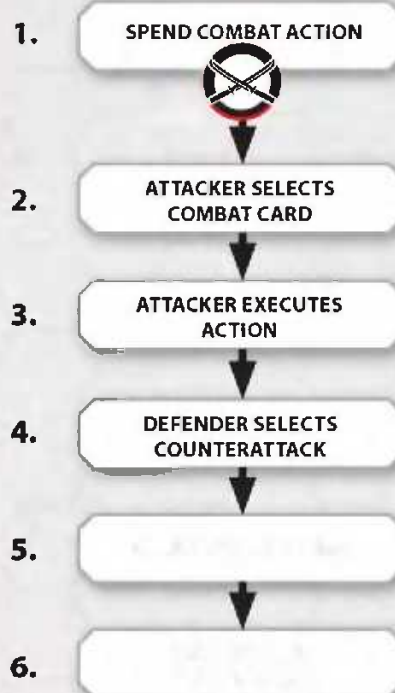 1. SPEND COMBAT ACTION
2. ATTACKER SELECTS
COMBAT CARD
3. ATTACKER EXECUTES
ACTION
4. DEFENDER SELECTS
COUNTERATTACK
5.
6.